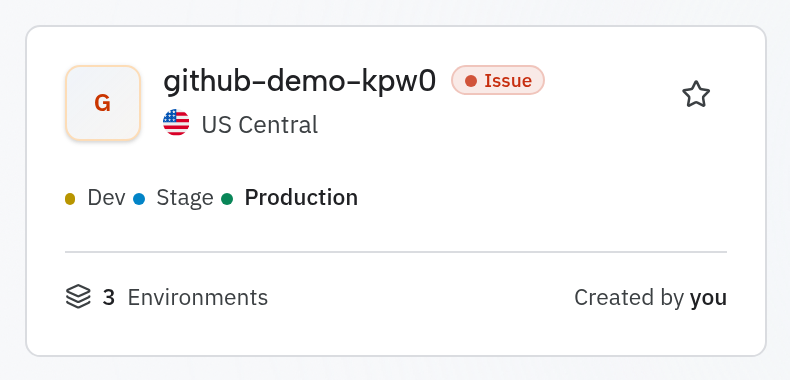 G
github-demo-kpw0
Issue
US Central
Dev Stage Production
3 Environments
Created by you